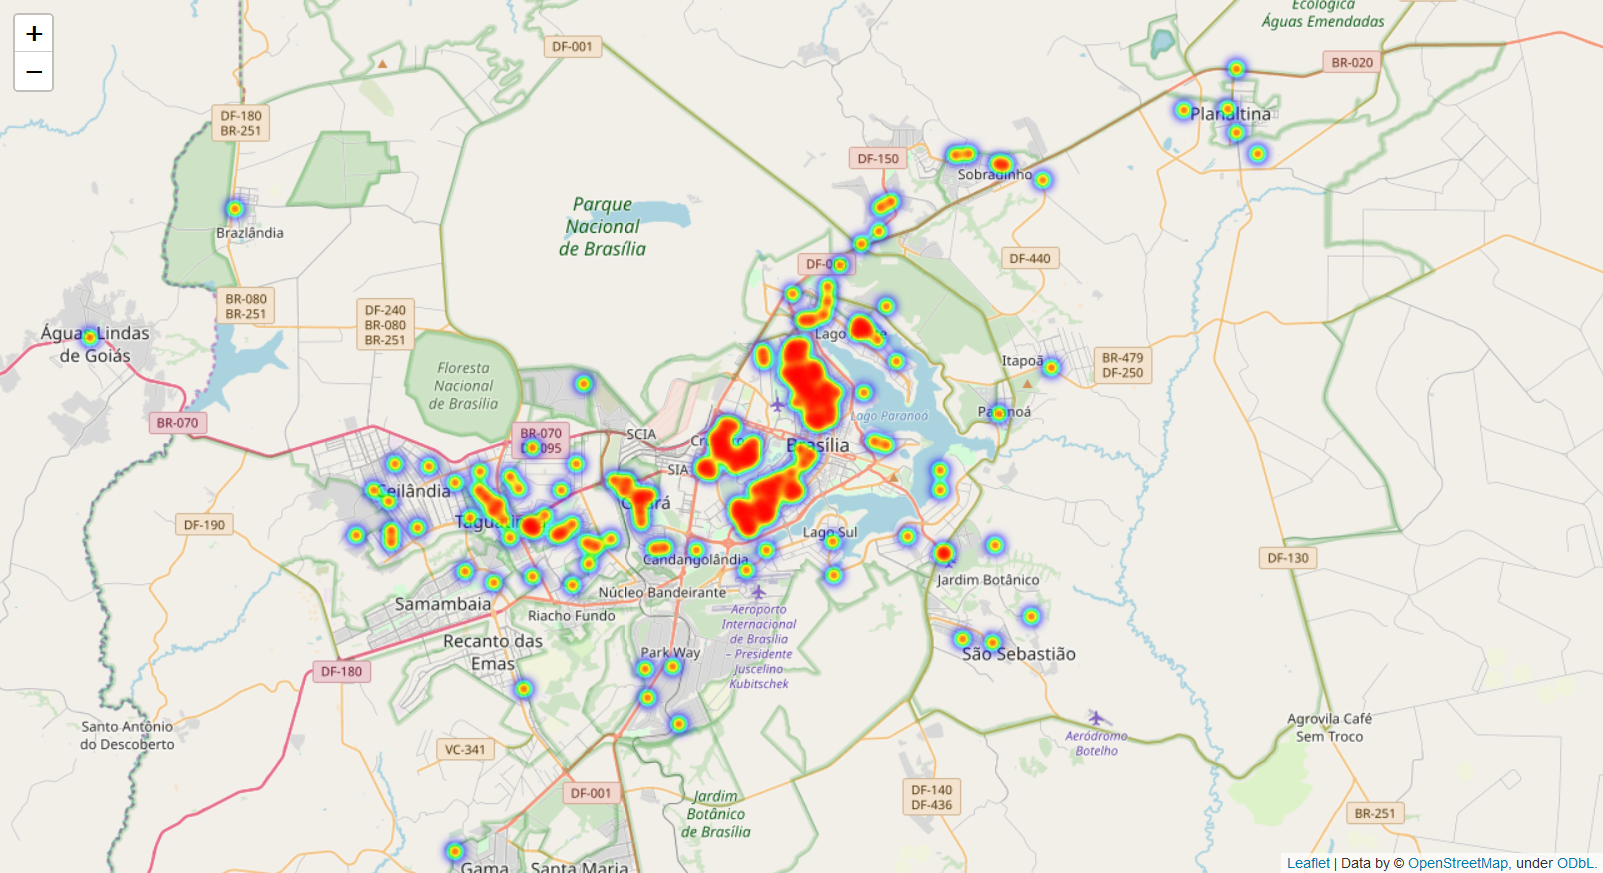 +
−
Ecológica
Águas Emendadas
DF-001
BR-020
DF-180
BR-251
Planaltina
DF-150
Sobradinho
Parque
Nacional
de Brasília
Brazlândia
DF-440
BR-080
BR-251
DF-240
BR-080
BR-251
Águas Lindas
de Goiás
Lago
Itapoã
BR-479
DF-250
Floresta
Nacional
de Brasília
Paranoá
Lago Paranoá
BR-070
BR-070
SCIA
Brasília
SIA
Ceilândia
DF-190
Lago Sul
DF-130
Candangolândia
Jardim Botânico
Samambaia
Núcleo Bandeirante
Riacho Fundo
Aeroporto
Internacional
de Brasília
– Presidente
Juscelino
Kubitschek
Recanto das
Emas
Park Way
São Sebastião
DF-180
Santo Antônio
do Descoberto
VC-341
Aeródromo
Botelho
Agrovila Café
Sem Troco
DF-001
Jardim
Botânico
de Brasília
DF-140
DF-436
BR-251
Gama
Santa Maria
Leaflet | Data by © OpenStreetMap, under ODbL.